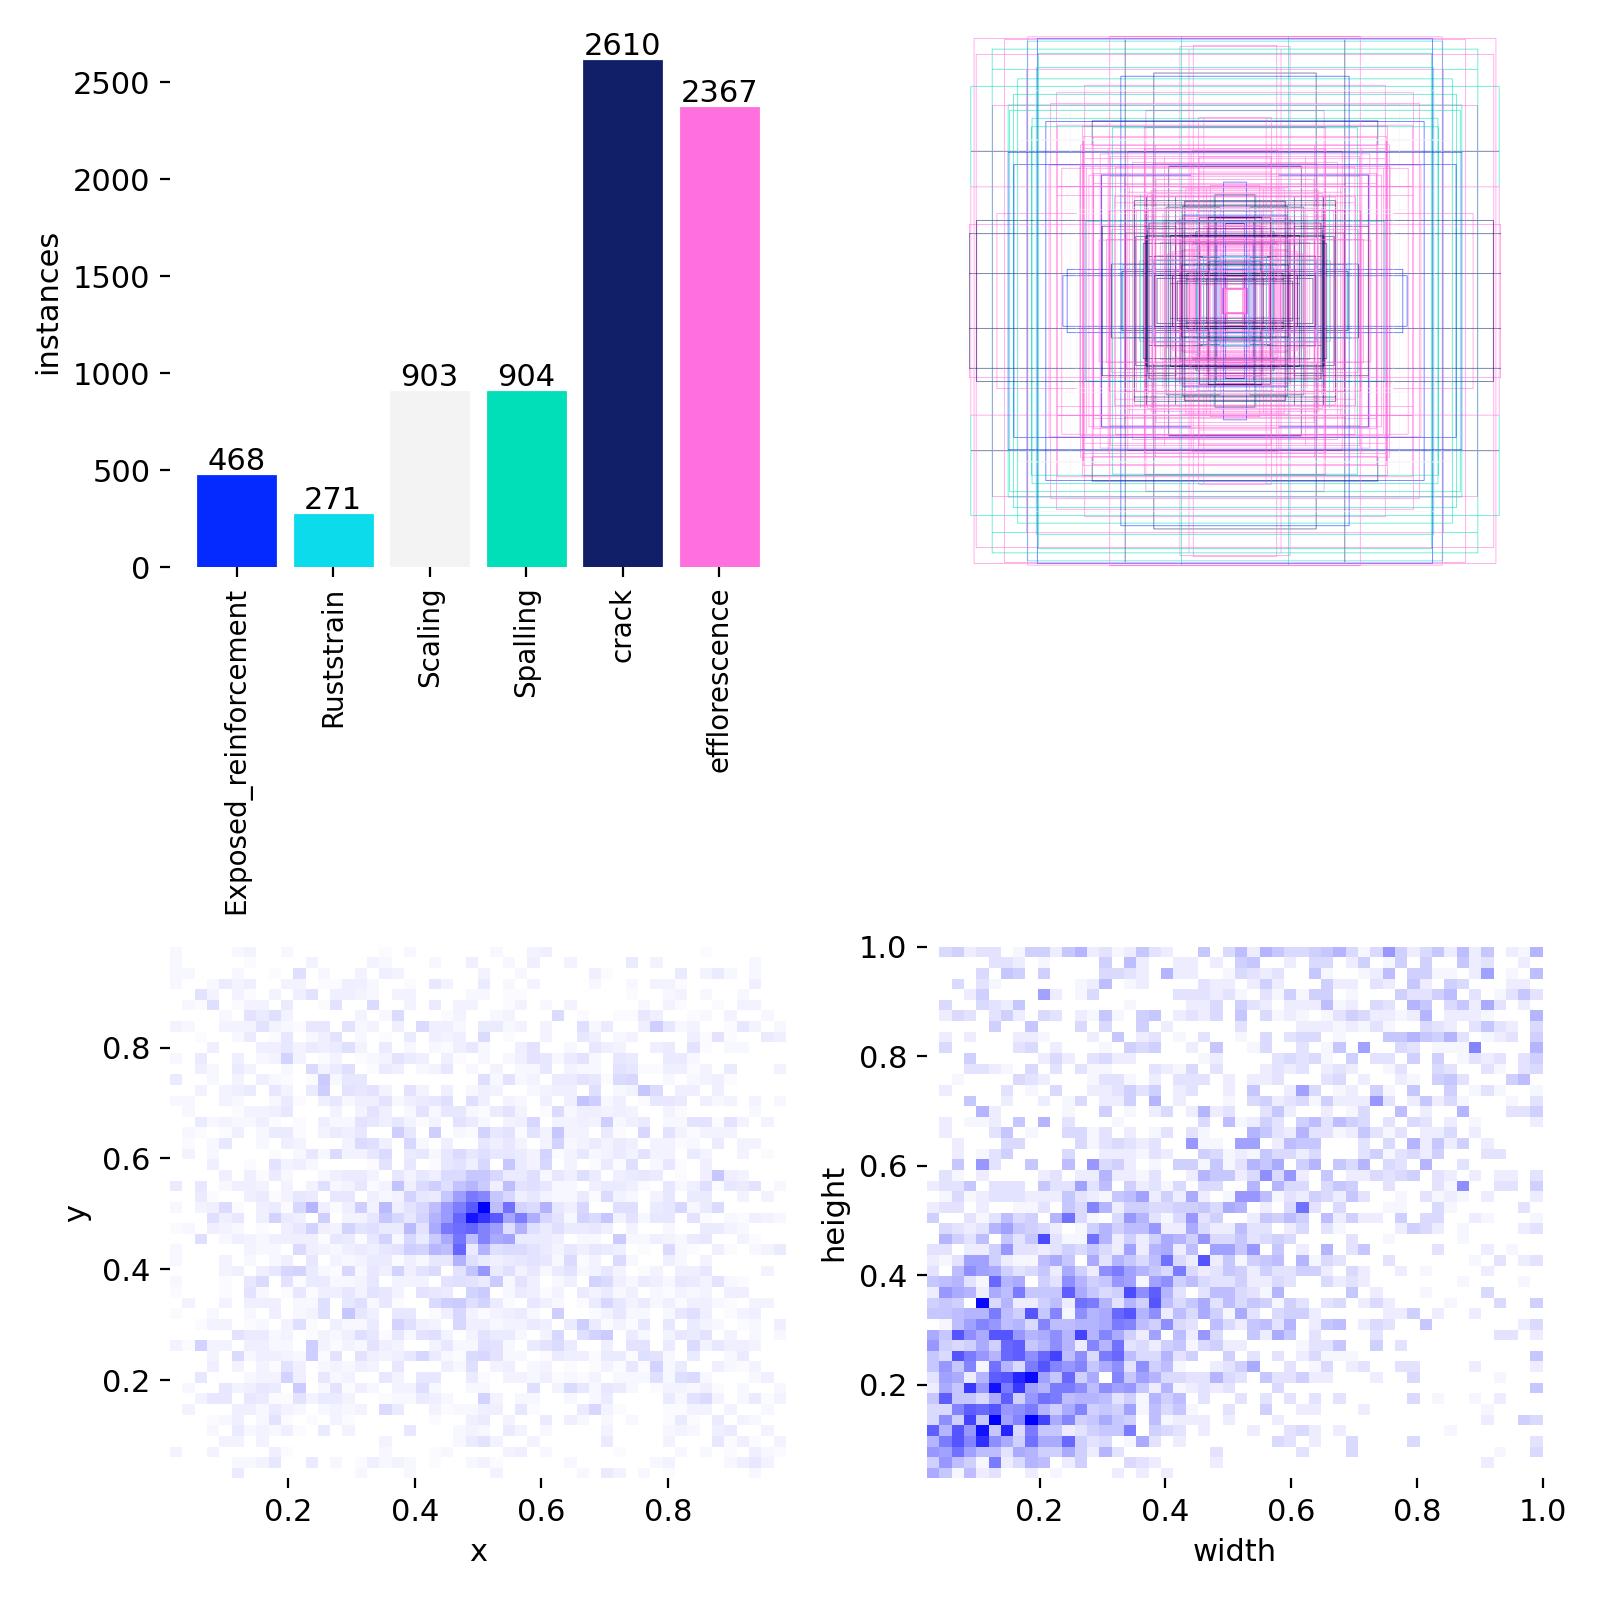 2610
2367
2500
2000
1500
1000
500
0
instances
903
904
468
271
Exposed_reinforcement
Ruststrain
Scaling
Spalling
crack
efflorescence
0.8
0.6
0.4
0.2
y
0.2 0.4 0.6 0.8
x
1.0
0.8
0.6
0.4
0.2
height
0.2 0.4 0.6 0.8 1.0
width